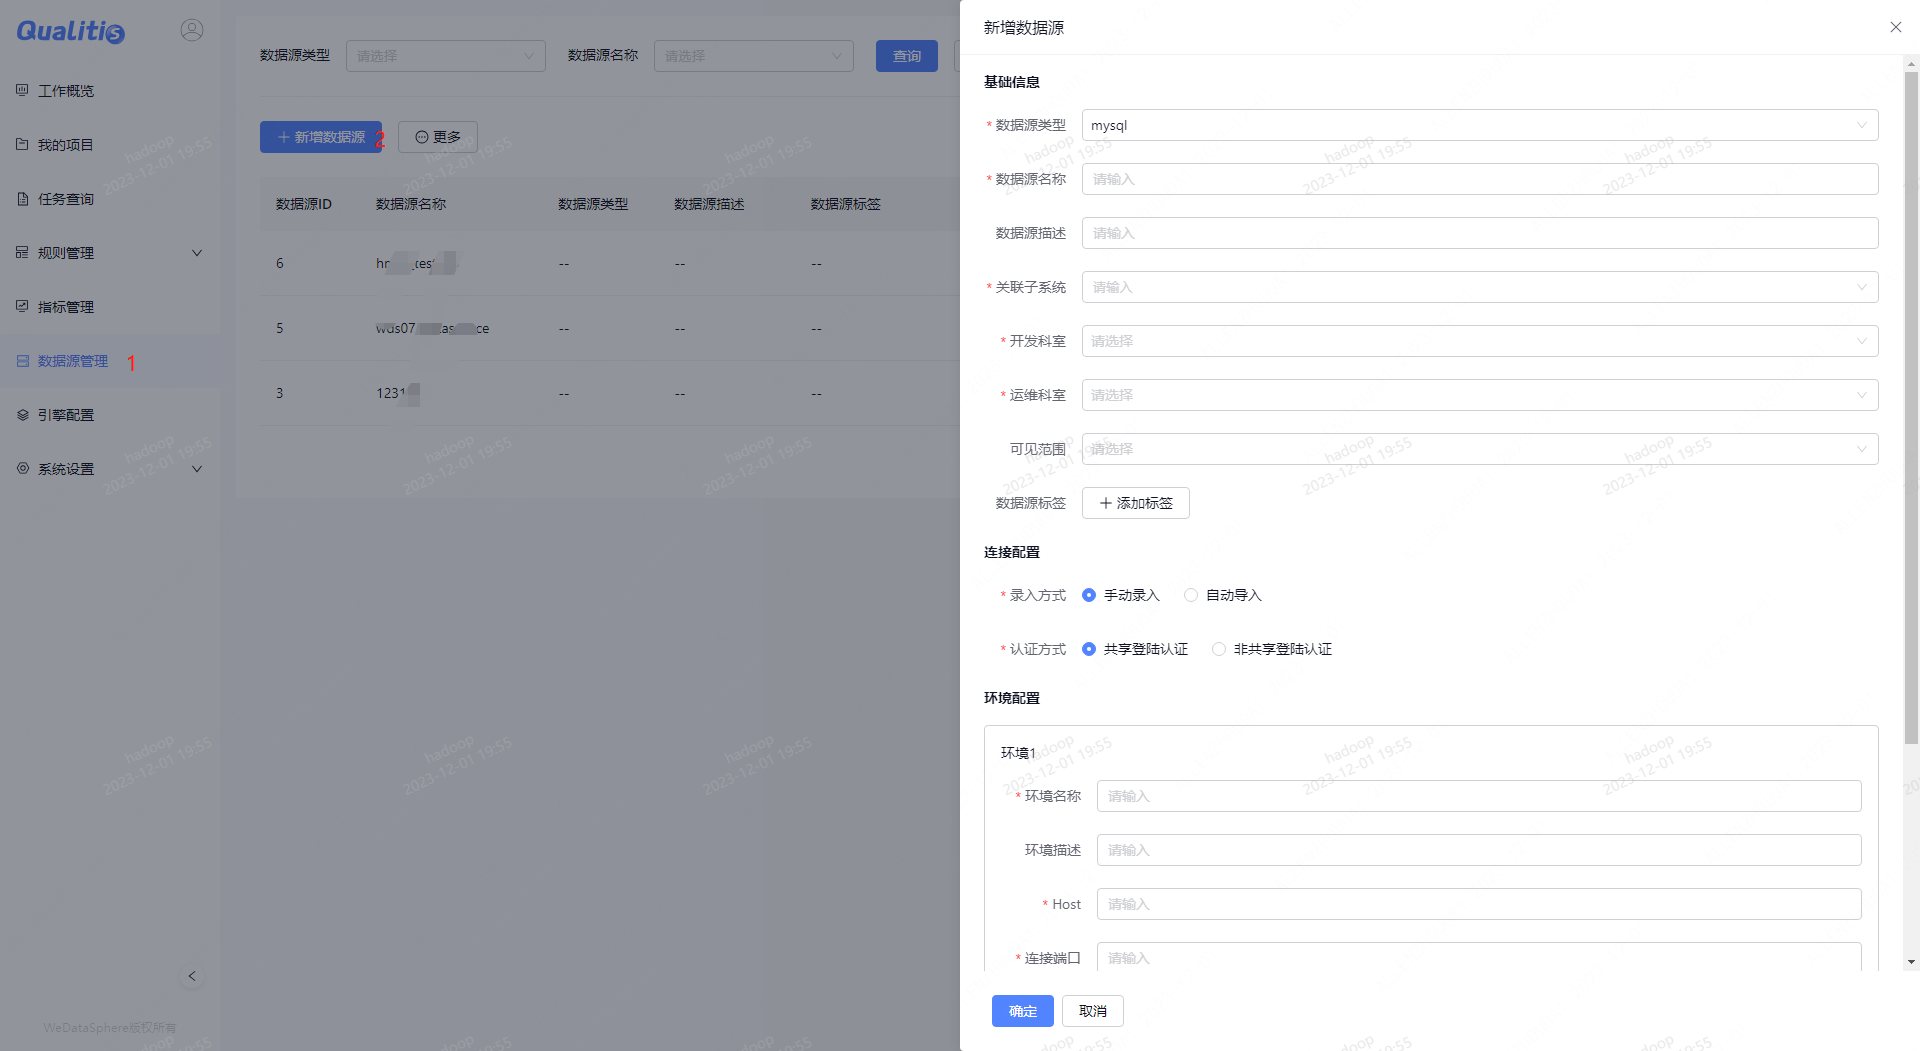 Qualitis
工作概览
我的项目
任务查询
规则管理
指标管理
数据源管理 1
引擎配置
系统设置
WeDataSphere版权所有
数据源类型 请选择 数据源名称 请选择 查询
+ 新增数据源 2 更多
数据源ID 数据源名称 数据源类型 数据源描述 数据源标签
6 -- -- --
5 wds07 -- -- --
3 1231 -- -- --
新增数据源
基础信息
* 数据源类型 mysql
* 数据源名称 请输入
数据源描述 请输入
* 关联子系统 请输入
* 开发科室 请选择
* 运维科室 请选择
可见范围 请选择
数据源标签 + 添加标签
连接配置
* 录入方式 手动录入 自动导入
* 认证方式 共享登陆认证 非共享登陆认证
环境配置
环境1
* 环境名称 请输入
环境描述 请输入
* Host 请输入
* 连接端口 请输入
确定 取消
hadoop
2023-12-01 19:55